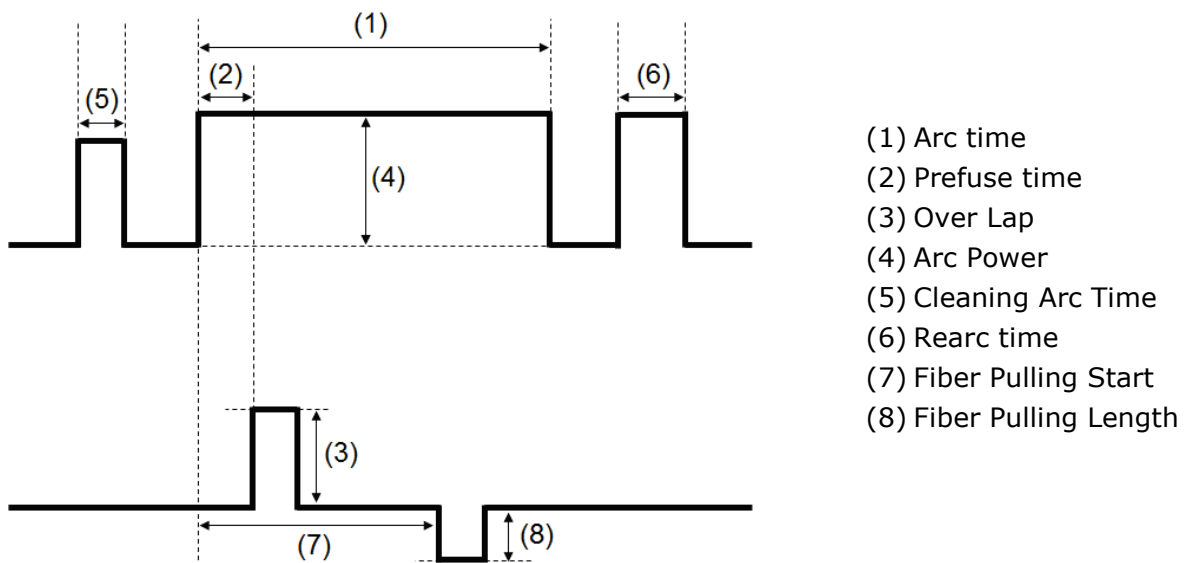 (1)
(2)
(5)
(6)
(4)
(3)
(7)
(8)
(1) Arc time
(2) Prefuse time
(3) Over Lap
(4) Arc Power
(5) Cleaning Arc Time
(6) Rearc time
(7) Fiber Pulling Start
(8) Fiber Pulling Length